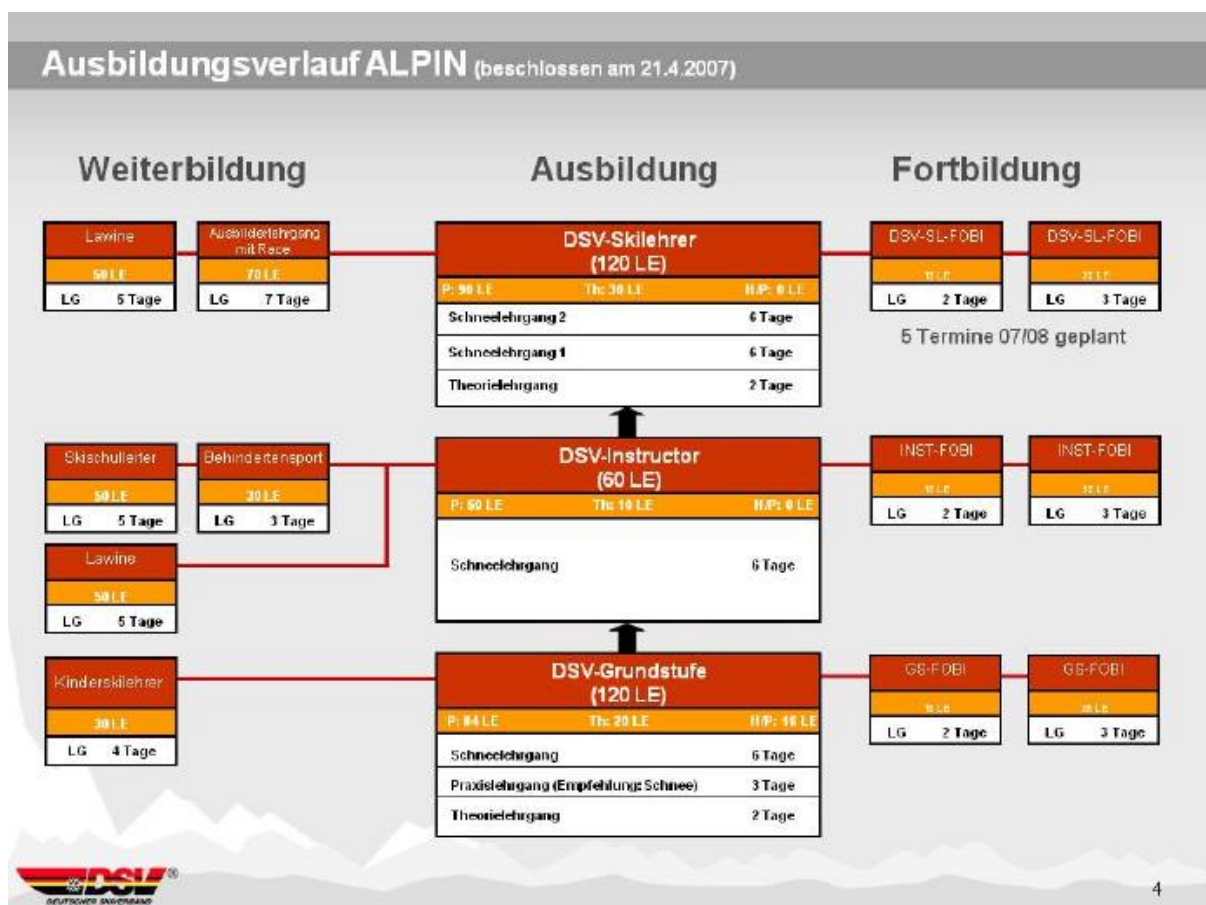 Ausbildungsverlauf ALPIN (beschlossen am 21.4.2007)
Weiterbildung
Ausbildung
Fortbildung
Lawine
50 LE
LG 5 Tage
Ausbilderlehrgang
mit Race
70 LE
LG 7 Tage
DSV-Skilehrer
(120 LE)
P: 90 LE Th: 30 LE H/P: 0 LE
Schneelehrgang 2 6 Tage
Schneelehrgang 1 6 Tage
Theorielehrgang 2 Tage
DSV-SL-FOBI
LG 2 Tage
DSV-SL-FOBI
LG 3 Tage
5 Termine 07/08 geplant
Skischulleiter
50 LE
LG 5 Tage
Behindertensport
30 LE
LG 3 Tage
Lawine
50 LE
LG 5 Tage
DSV-Instructor
(60 LE)
P: 50 LE Th: 10 LE H/P: 0 LE
Schneelehrgang 6 Tage
INST-FOBI
LG 2 Tage
INST-FOBI
LG 3 Tage
Kinderskilehrer
30 LE
LG 4 Tage
DSV-Grundstufe
(120 LE)
P: 84 LE Th: 20 LE H/P: 16 LE
Schneelehrgang 6 Tage
Praxislehrgang (Empfehlung: Schnee) 3 Tage
Theorielehrgang 2 Tage
GS-FOBI
LG 2 Tage
GS-FOBI
LG 3 Tage
DSV®
DEUTSCHER SKIVERBAND
4